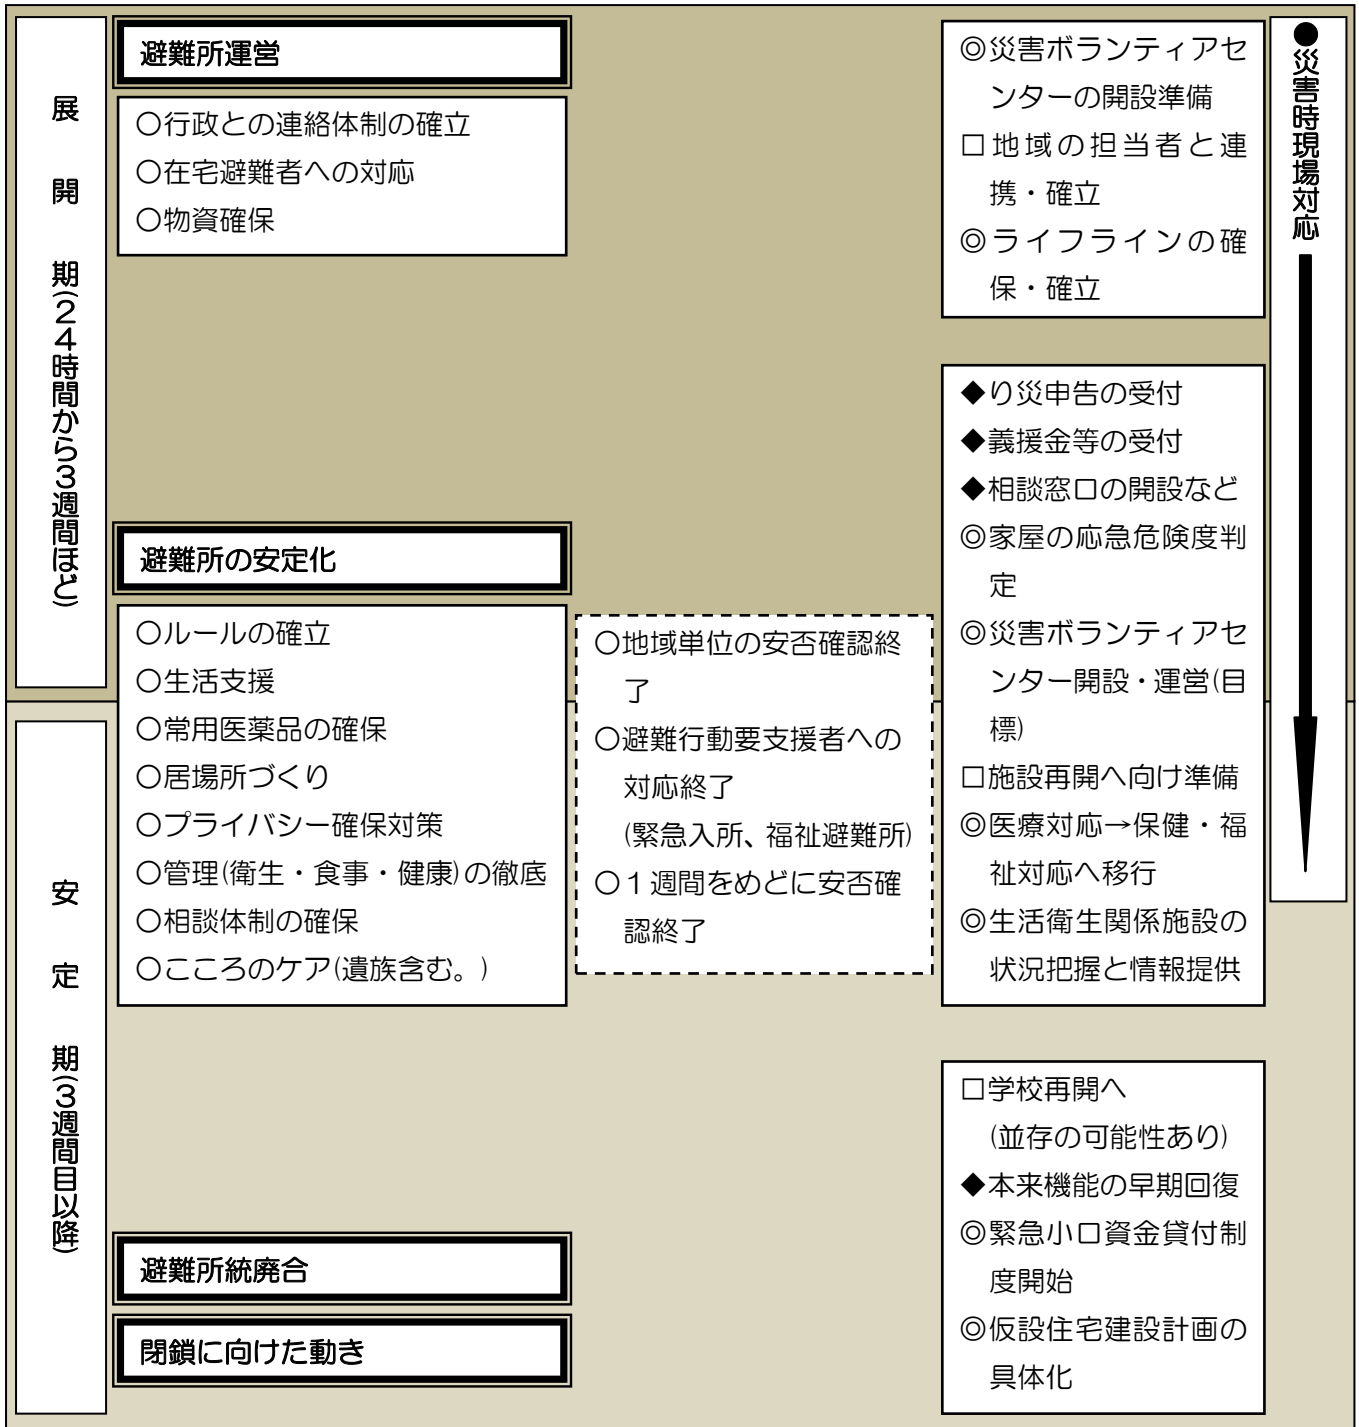 展開期(24時間から3週間ほど)
避難所運営
○行政との連絡体制の確立
○在宅避難者への対応
○物資確保
◎災害ボランティアセ
ンターの開設準備
□地域の担当者と連
携・確立
◎ライフラインの確
保・確立
●災害時現場対応
◆り災申告の受付
◆義援金等の受付
◆相談窓口の開設など
◎家屋の応急危険度判
定
◎災害ボランティアセ
ンター開設・運営(目
標)
□施設再開へ向け準備
◎医療対応→保健・福
祉対応へ移行
◎生活衛生関係施設の
状況把握と情報提供
避難所の安定化
○ルールの確立
○生活支援
○常用医薬品の確保
○居場所づくり
○プライバシー確保対策
○管理(衛生・食事・健康)の徹底
○相談体制の確保
○こころのケア(遺族含む。)
○地域単位の安否確認終
了
○避難行動要支援者への
対応終了
(緊急入所、福祉避難所)
○1週間をめどに安否確
認終了
安定期(3週間目以降)
□学校再開へ
(並存の可能性あり)
◆本来機能の早期回復
◎緊急小口資金貸付制
度開始
◎仮設住宅建設計画の
具体化
避難所統廃合
閉鎖に向けた動き